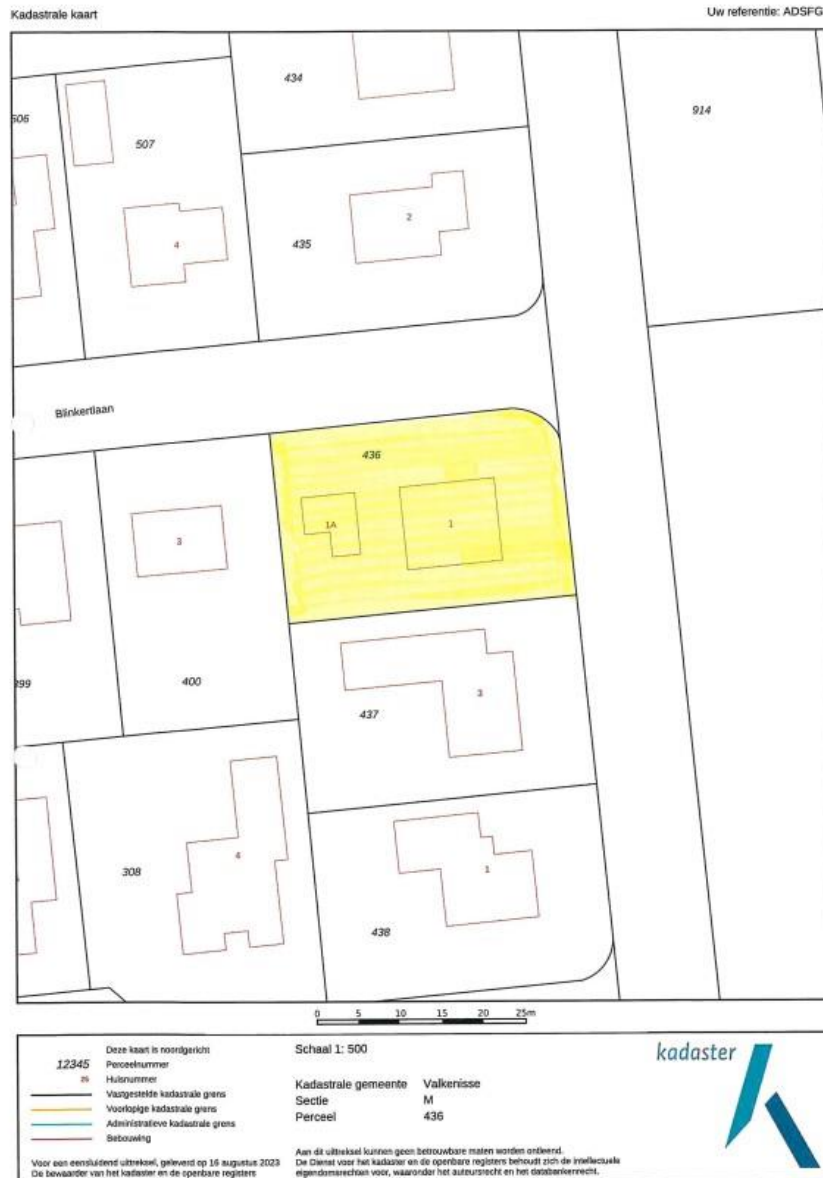 Kadastrale kaart
Uw referentie: ADSFG
434
914
506
507
2
4
435
Blinkertlaan
436
1A
1
3
399
400
3
437
4
308
1
438
0 5 10 15 20 25m
Deze kaart is noordgericht
12345 Perceelnummer
25 Huisnummer
Vastgestelde kadastrale grens
Voorlopige kadastrale grens
Administratieve kadastrale grens
Bebouwing
Voor een eensluidend uittreksel, geleverd op 16 augustus 2023
De bewaarder van het kadaster en de openbare registers
Schaal 1: 500
Kadastrale gemeente Valkenisse
Sectie M
Perceel 436
Aan dit uittreksel kunnen geen betrouwbare maten worden ontleend.
De Dienst voor het kadaster en de openbare registers behoudt zich de intellectuele
eigendomsrechten voor, waaronder het auteursrecht en het databankenrecht.
kadaster